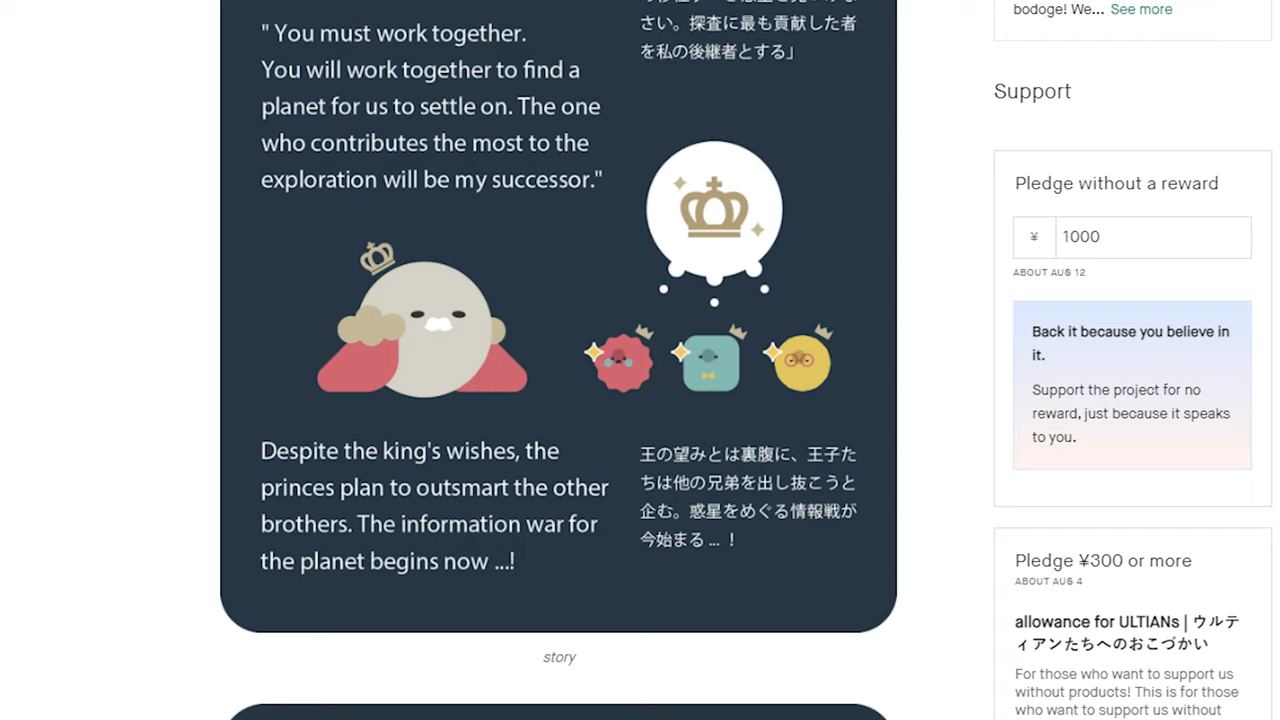 " You must work together.
You will work together to find a
planet for us to settle on. The one
who contributes the most to the
exploration will be my successor."
さい。探査に最も貢献した者
を私の後継者とする」
Despite the king's wishes, the
princes plan to outsmart the other
brothers. The information war for
the planet begins now ...!
王の望みとは裏腹に、王子た
ちは他の兄弟を出し抜こうと
企む。惑星をめぐる情報戦が
今始まる ... ！
story
bodoge! We... See more
Support
Pledge without a reward
¥ 1000
ABOUT AU$ 12
Back it because you believe in
it.
Support the project for no
reward, just because it speaks
to you.
Pledge ¥300 or more
ABOUT AU$ 4
allowance for ULTIANs | ウルテ
ィアンたちへのおこづかい
For those who want to support us
without products! This is for those
who want to support us without